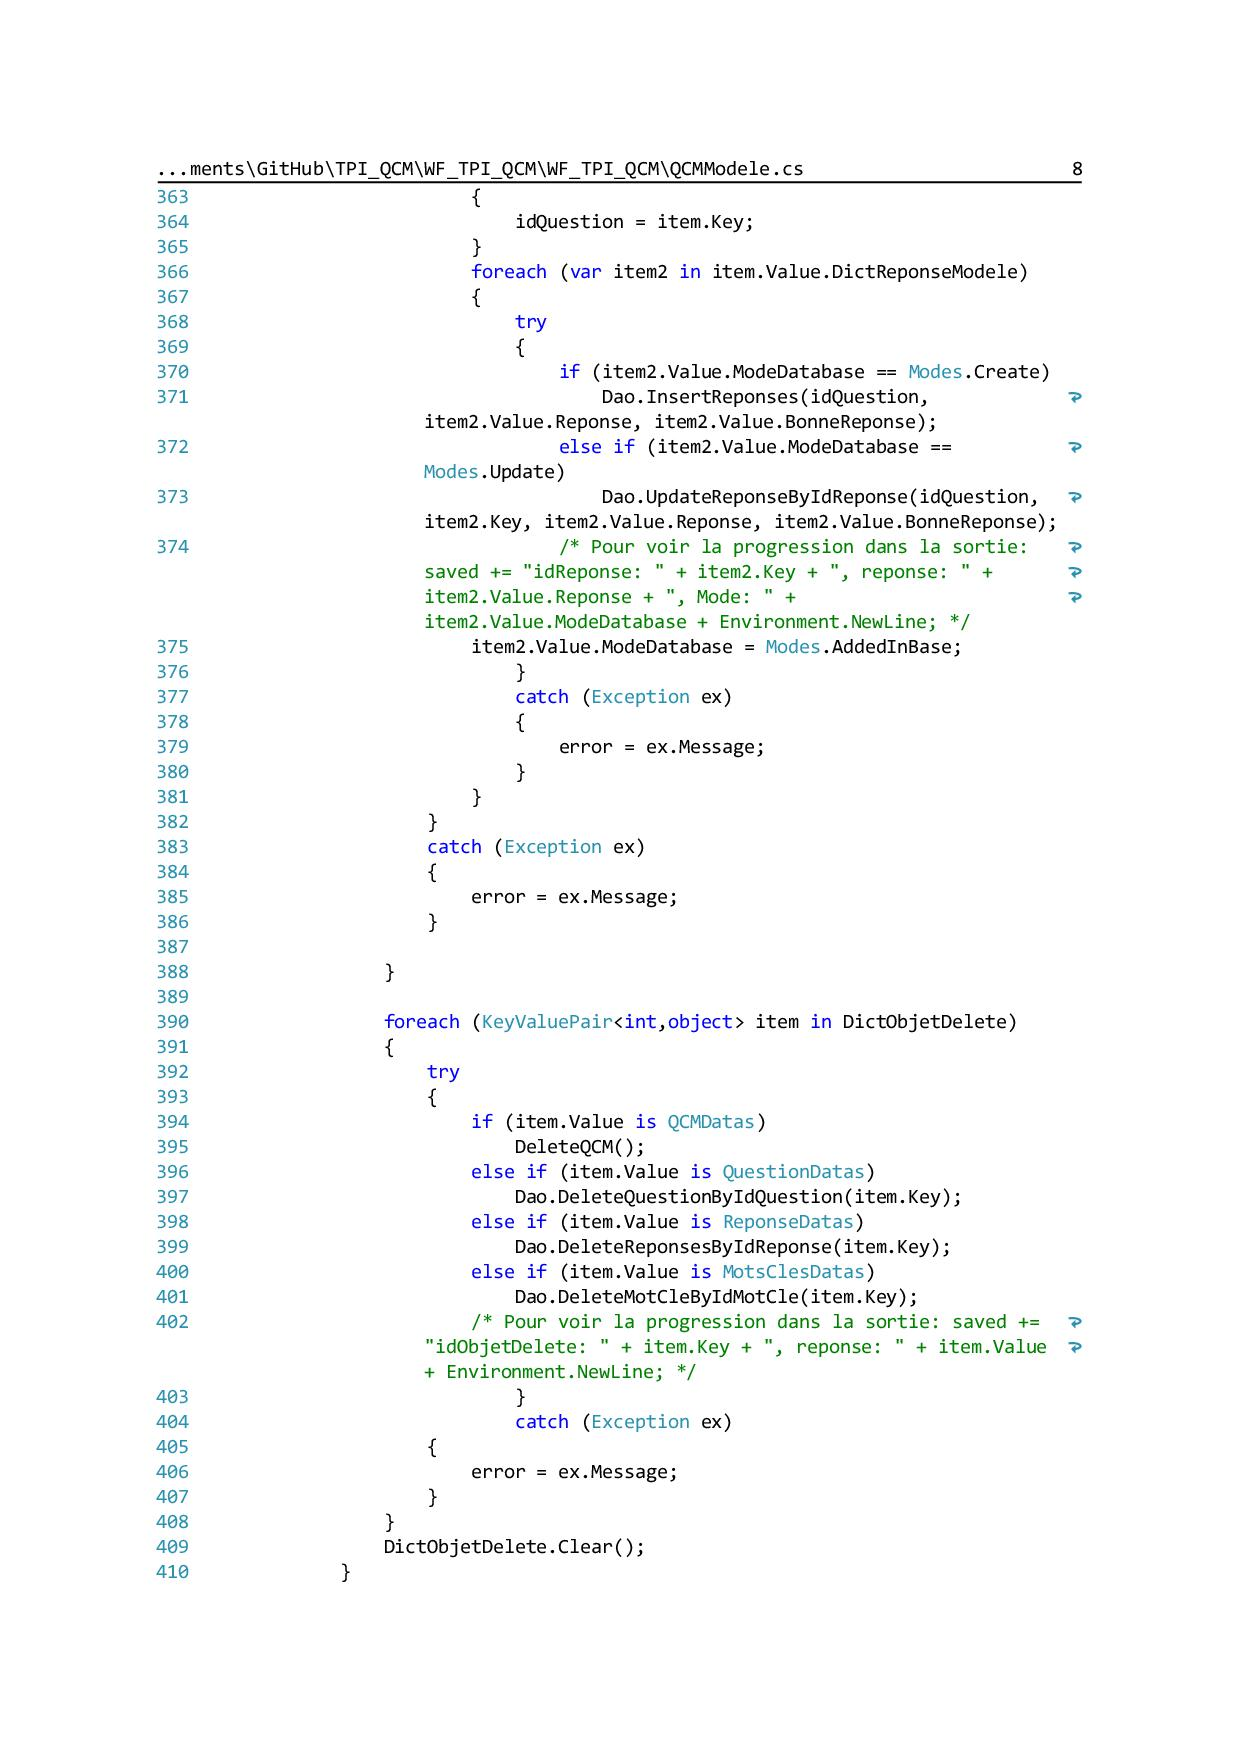 ...ments\GitHub\TPI_QCM\WF_TPI_QCM\WF_TPI_QCM\QCMModele.cs 8
363 {
364 idQuestion = item.Key;
365 }
366 foreach (var item2 in item.Value.DictReponseModele)
367 {
368 try
369 {
370 if (item2.Value.ModeDatabase == Modes.Create)
371 Dao.InsertReponses(idQuestion,
item2.Value.Reponse, item2.Value.BonneReponse);
372 else if (item2.Value.ModeDatabase ==
Modes.Update)
373 Dao.UpdateReponseByIdReponse(idQuestion,
item2.Key, item2.Value.Reponse, item2.Value.BonneReponse);
374 /* Pour voir la progression dans la sortie:
saved += "idReponse: " + item2.Key + ", reponse: " +
item2.Value.Reponse + ", Mode: " +
item2.Value.ModeDatabase + Environment.NewLine; */
375 item2.Value.ModeDatabase = Modes.AddedInBase;
376 }
377 catch (Exception ex)
378 {
379 error = ex.Message;
380 }
381 }
382 }
383 catch (Exception ex)
384 {
385 error = ex.Message;
386 }
387
388 }
389
390 foreach (KeyValuePair<int,object> item in DictObjetDelete)
391 {
392 try
393 {
394 if (item.Value is QCMDatas)
395 DeleteQCM();
396 else if (item.Value is QuestionDatas)
397 Dao.DeleteQuestionByIdQuestion(item.Key);
398 else if (item.Value is ReponseDatas)
399 Dao.DeleteReponsesByIdReponse(item.Key);
400 else if (item.Value is MotsClesDatas)
401 Dao.DeleteMotCleByIdMotCle(item.Key);
402 /* Pour voir la progression dans la sortie: saved +=
"idObjetDelete: " + item.Key + ", reponse: " + item.Value
+ Environment.NewLine; */
403 }
404 catch (Exception ex)
405 {
406 error = ex.Message;
407 }
408 }
409 DictObjetDelete.Clear();
410 }